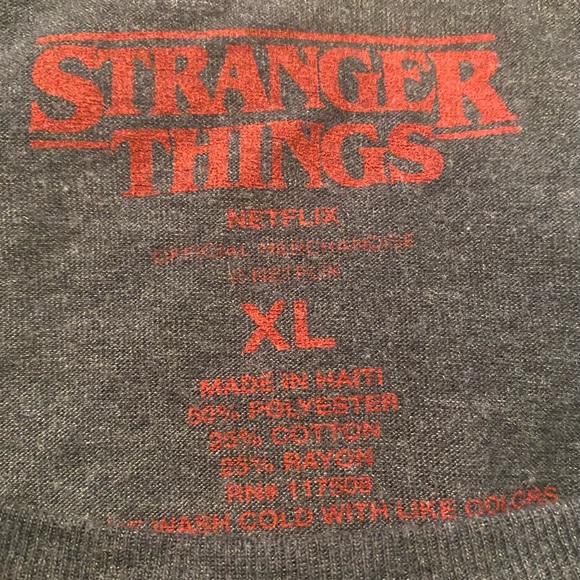 STRANGER
THINGS
NETFLIX
OFFICIAL MERCHANDISE
© NETFLIX
XL
MADE IN HAITI
50% POLYESTER
25% COTTON
25% RAYON
RN# 117508
WASH COLD WITH LIKE COLORS